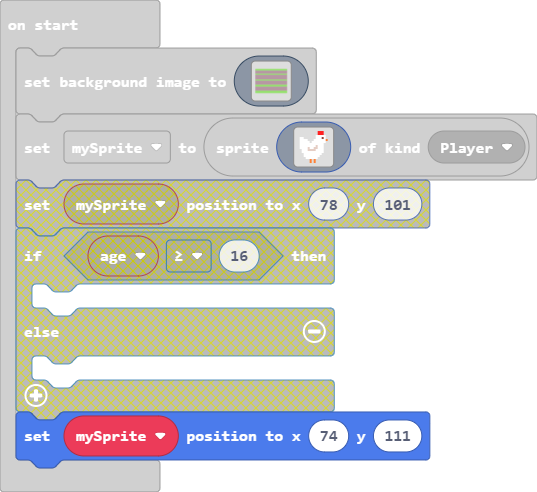 on start
set background image to
set mySprite to sprite of kind Player
set mySprite position to x 78 y 101
if age ≥ 16 then
else
set mySprite position to x 74 y 111